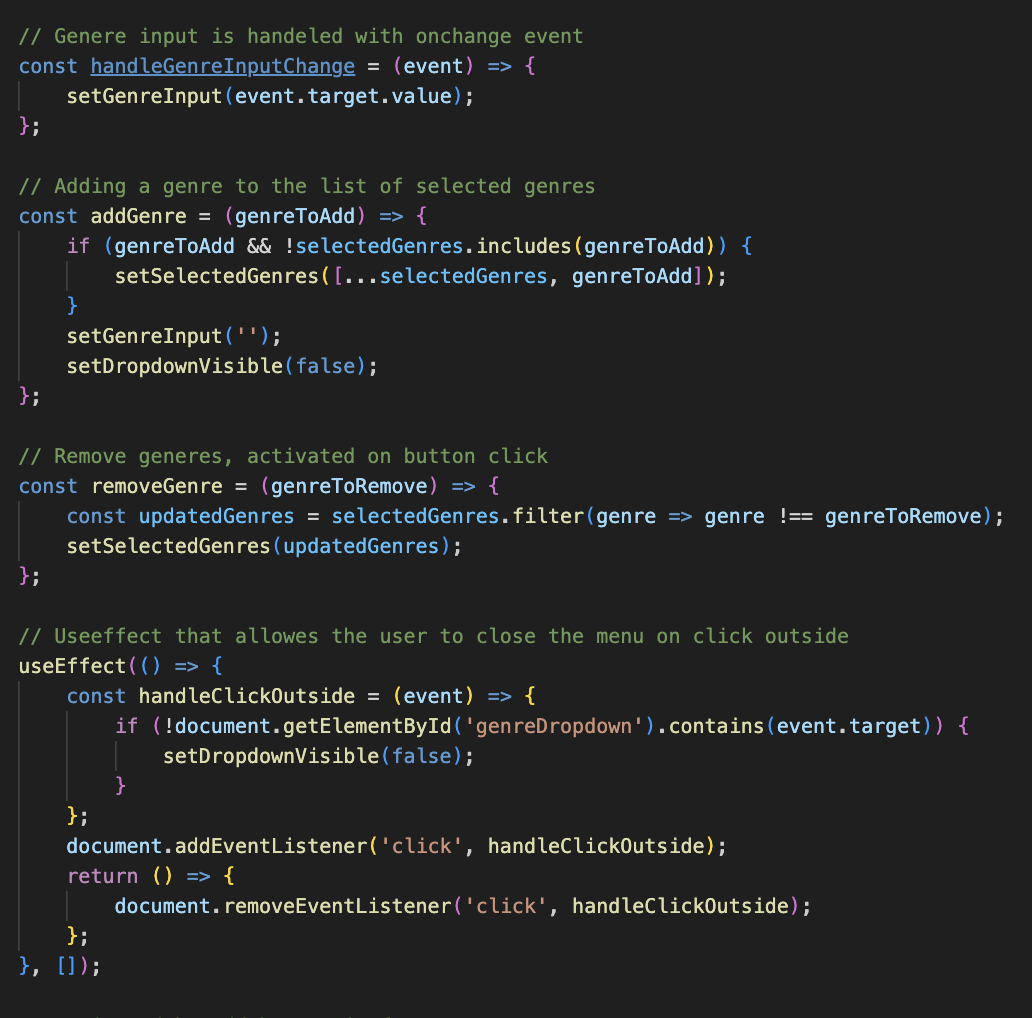 // Genere input is handeled with onchange event
const handleGenreInputChange = (event) => {
    setGenreInput(event.target.value);
};
// Adding a genre to the list of selected genres
const addGenre = (genreToAdd) => {
    if (genreToAdd && !selectedGenres.includes(genreToAdd)) {
        setSelectedGenres([...selectedGenres, genreToAdd]);
    }
    setGenreInput('');
    setDropdownVisible(false);
};
// Remove generes, activated on button click
const removeGenre = (genreToRemove) => {
    const updatedGenres = selectedGenres.filter(genre => genre !== genreToRemove);
    setSelectedGenres(updatedGenres);
};
// Useeffect that allowes the user to close the menu on click outside
useEffect(() => {
    const handleClickOutside = (event) => {
        if (!document.getElementById('genreDropdown').contains(event.target)) {
            setDropdownVisible(false);
        }
    };
    document.addEventListener('click', handleClickOutside);
    return () => {
        document.removeEventListener('click', handleClickOutside);
    };
}, []);